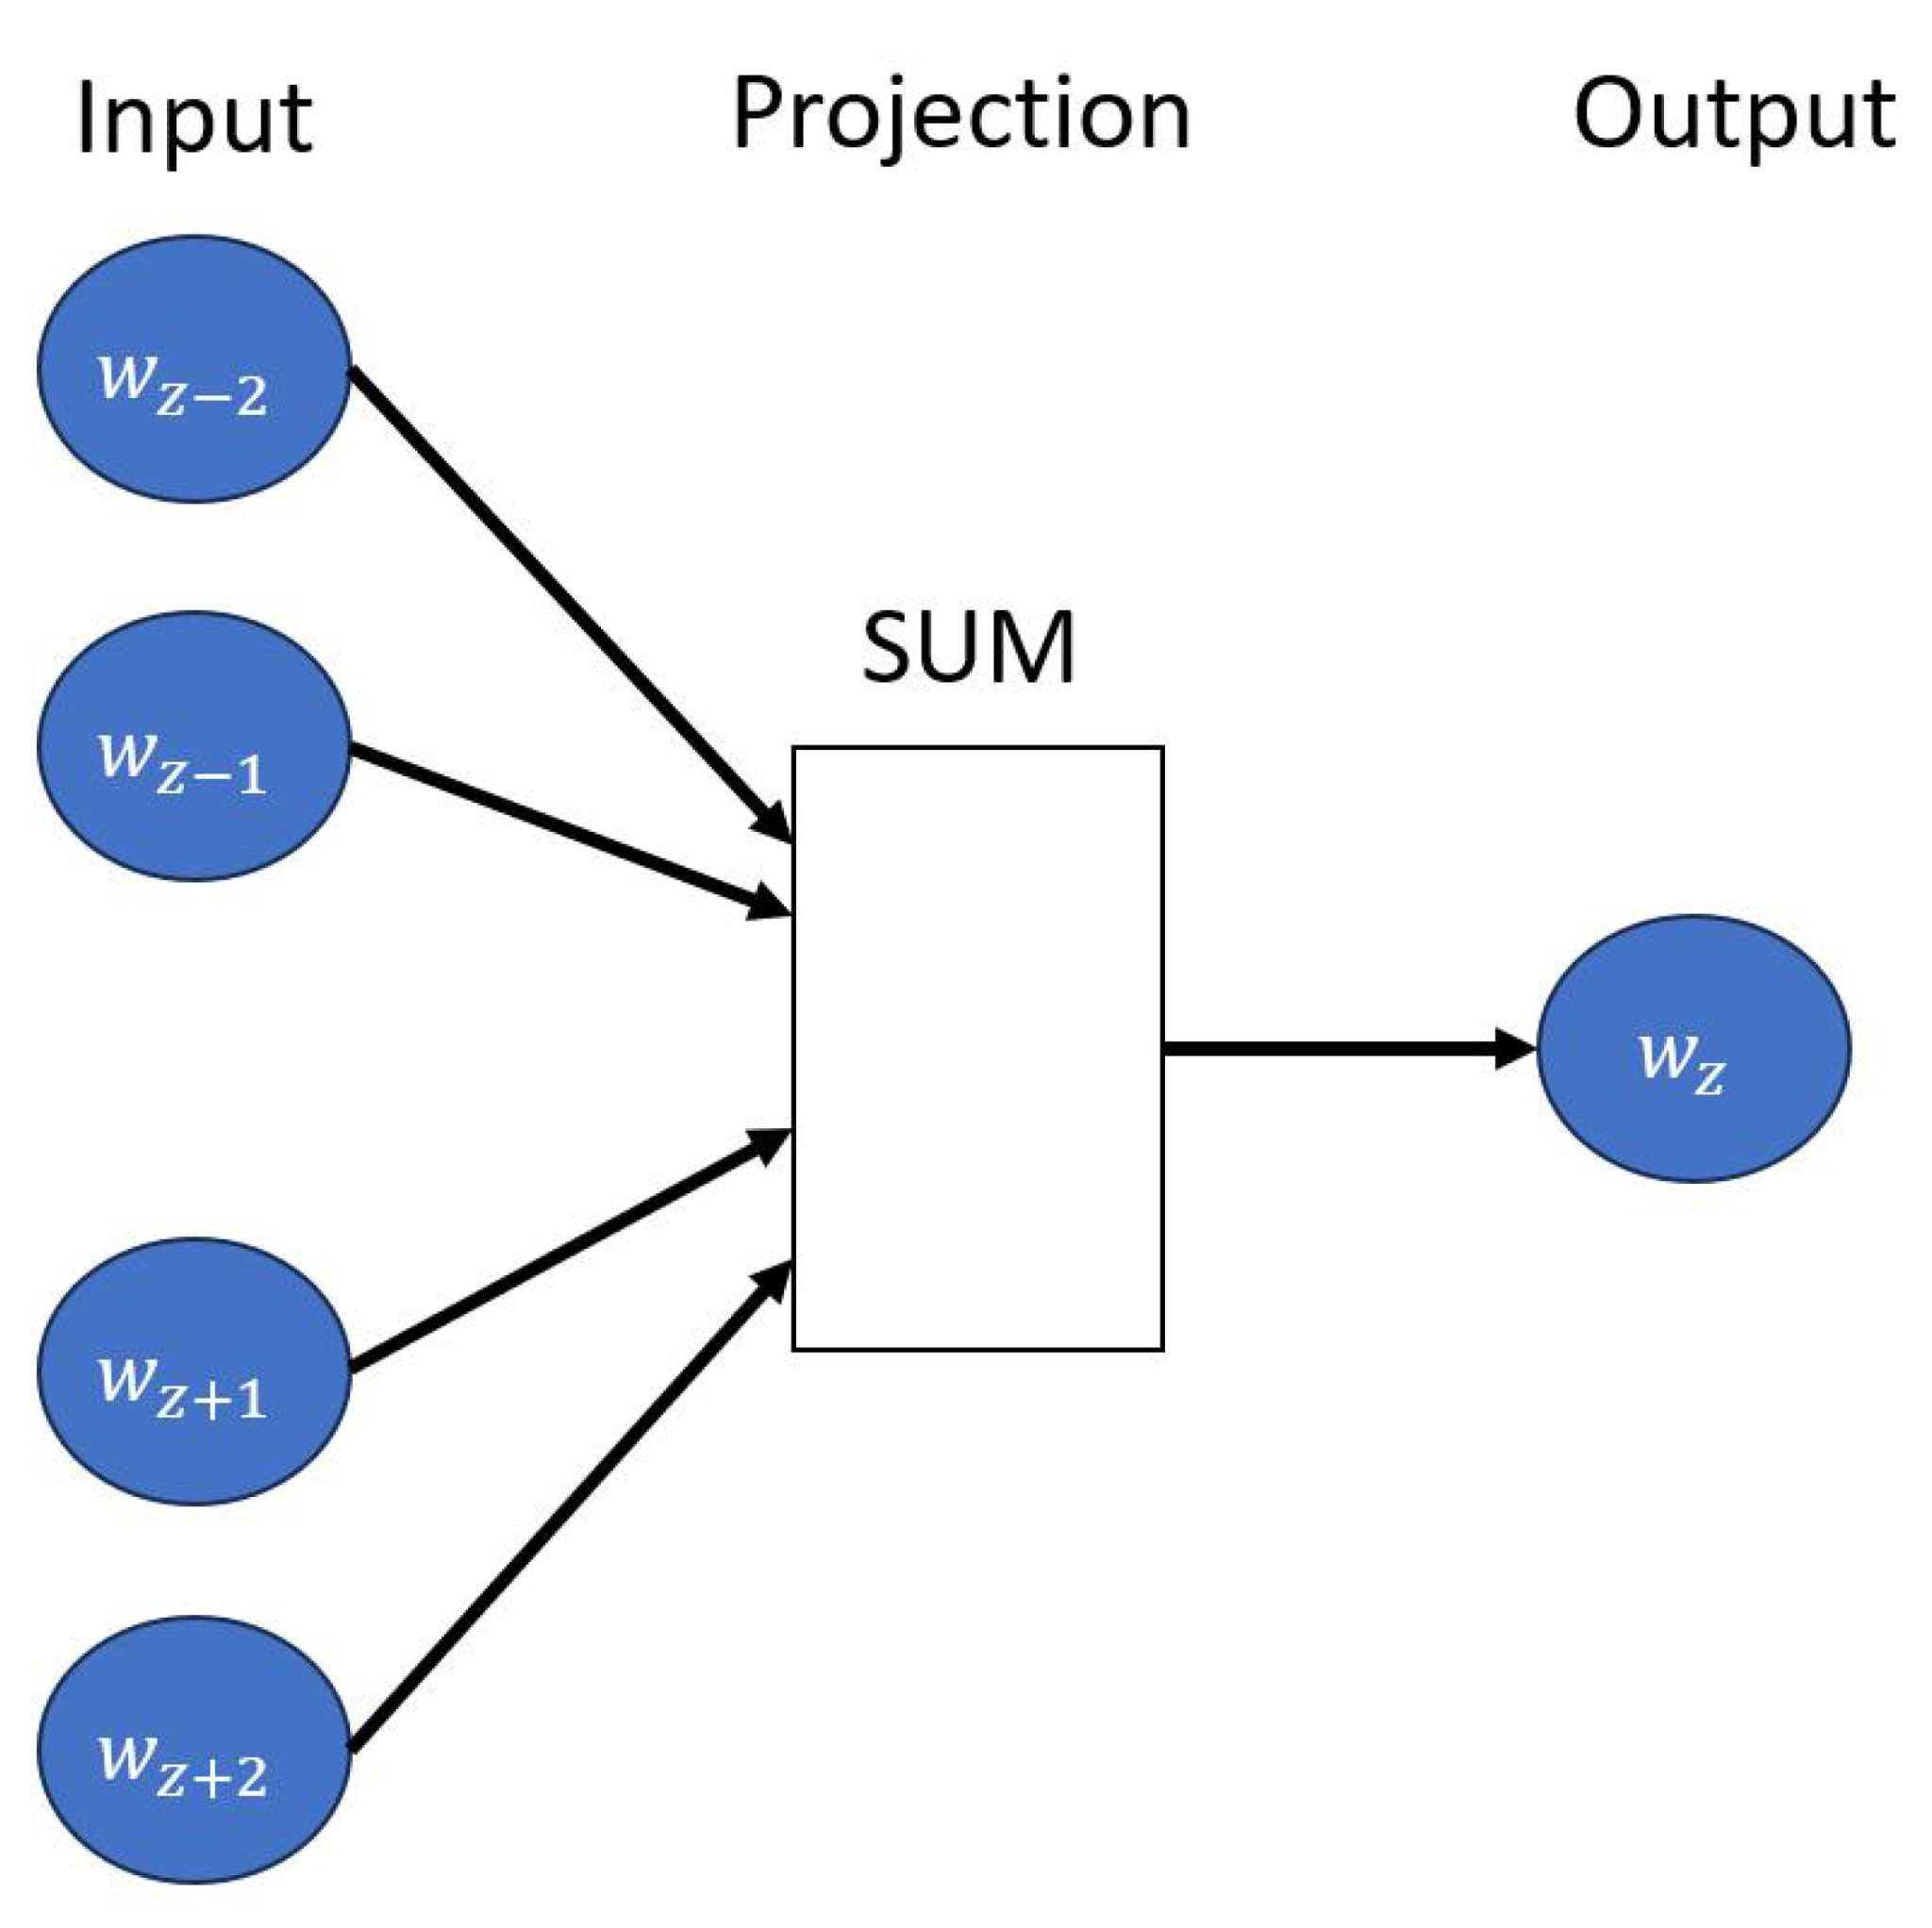 Input Projection Output
w_{z-2}
SUM
w_{z-1}
w_z
w_{z+1}
w_{z+2}